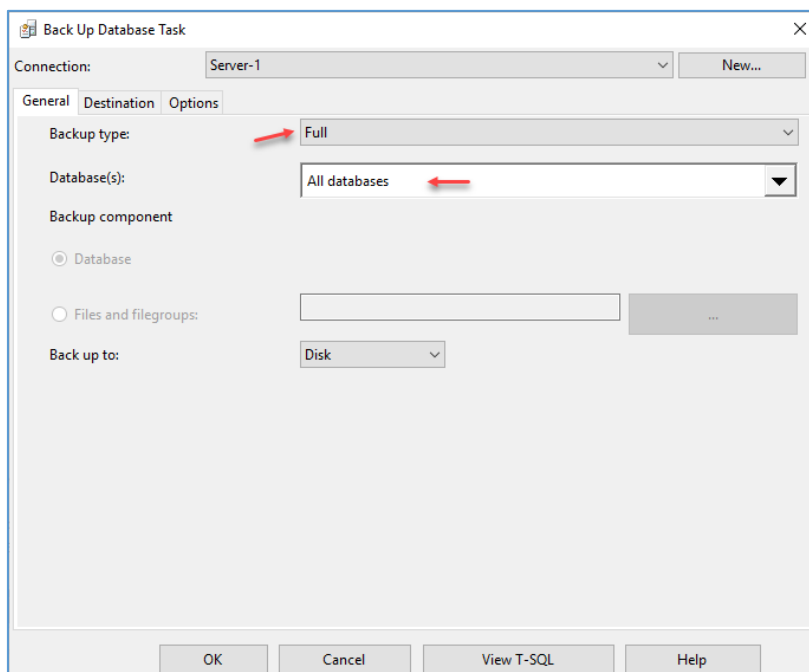 Back Up Database Task
Connection: Server-1 New...
General Destination Options
Backup type: Full
Database(s): All databases
Backup component
Database
Files and filegroups: ...
Back up to: Disk
OK Cancel View T-SQL Help